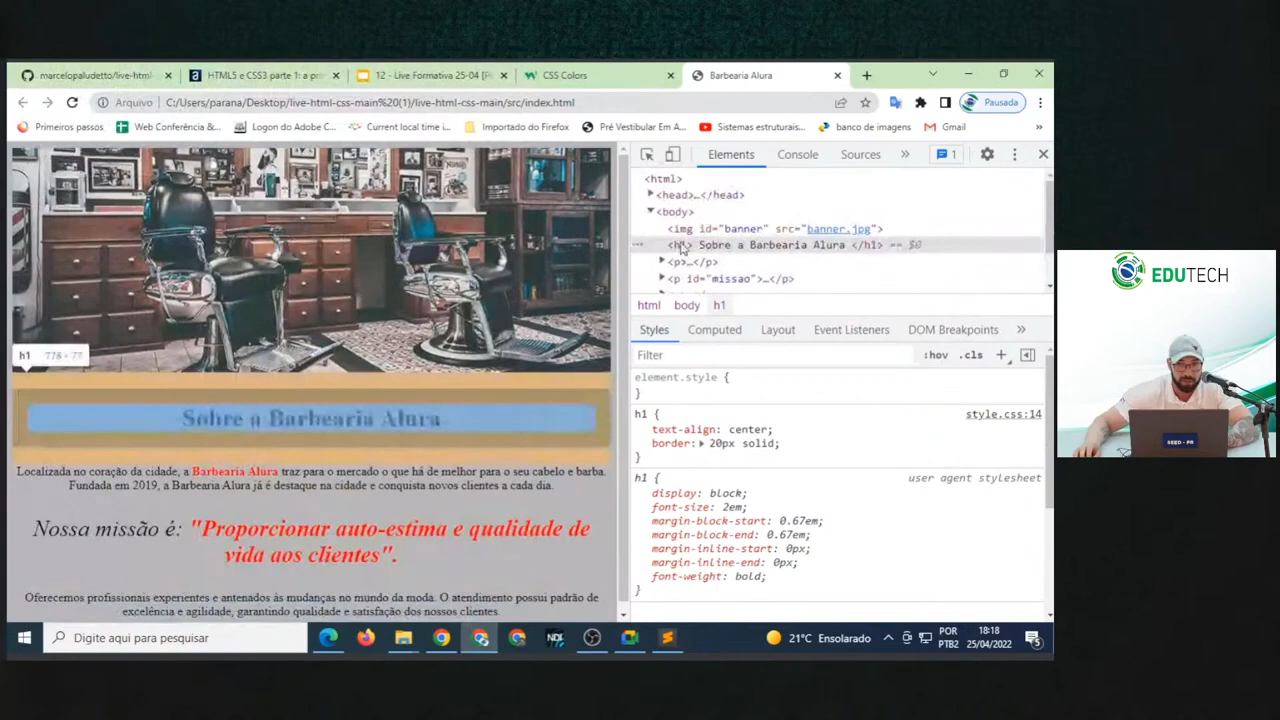 marcelopaludetto/live-html-
HTML5 e CSS3 parte 1: a pri
12 - Live Formativa 25-04 [P
CSS Colors
Barbearia Alura
Arquivo
C:/Users/parana/Desktop/live-html-css-main%20(1)/live-html-css-main/src/index.html
Pausada
Primeiros passos
Web Conferência &...
Logon do Adobe C...
Current local time i...
Importado do Firefox
Pré Vestibular Em A...
Sistemas estruturais...
banco de imagens
Gmail
»
Elements
Console
Sources
»
1
<html>
<head>…</head>
<body>
<img id="banner" src="banner.jpg">
Sobre a Barbearia Alura </h1> == $0
<p>…</p>
<p id="missao">…</p>
html
body
h1
Styles
Computed
Layout
Event Listeners
DOM Breakpoints
»
Filter
:hov
.cls
element.style {
}
h1 {
style.css:14
text-align: center;
border: 20px solid;
}
h1 {
user agent stylesheet
display: block;
font-size: 2em;
margin-block-start: 0.67em;
margin-block-end: 0.67em;
margin-inline-start: 0px;
margin-inline-end: 0px;
font-weight: bold;
}
h1
Sobre a Barbearia Alura
Localizada no coração da cidade, a Barbearia Alura traz para o mercado o que há de melhor para o seu cabelo e barba.
Fundada em 2019, a Barbearia Alura já é destaque na cidade e conquista novos clientes a cada dia.
Nossa missão é: "Proporcionar auto-estima e qualidade de
vida aos clientes".
Oferecemos profissionais experientes e antenados às mudanças no mundo da moda. O atendimento possui padrão de
excelência e agilidade, garantindo qualidade e satisfação dos nossos clientes.
Digite aqui para pesquisar
NDI
21°C Ensolarado
POR
PTB2
18:18
25/04/2022
5
EDUTECH
SEED - PR